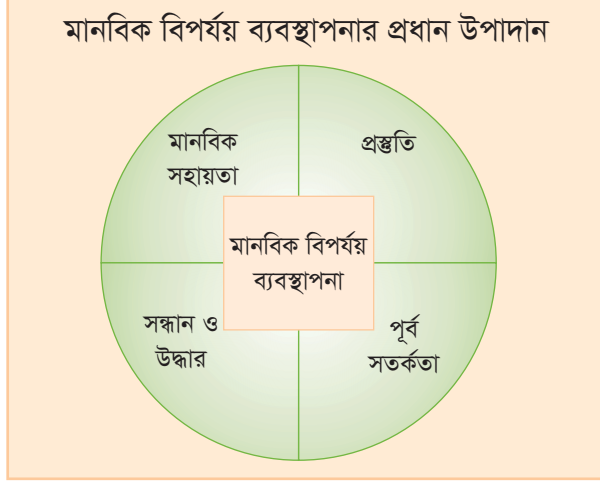 মানবিক বিপর্যয় ব্যবস্থাপনার প্রধান উপাদান
মানবিক
সহায়তা
প্রস্তুতি
মানবিক বিপর্যয়
ব্যবস্থাপনা
সন্ধান ও
উদ্ধার
পূর্ব
সতর্কতা